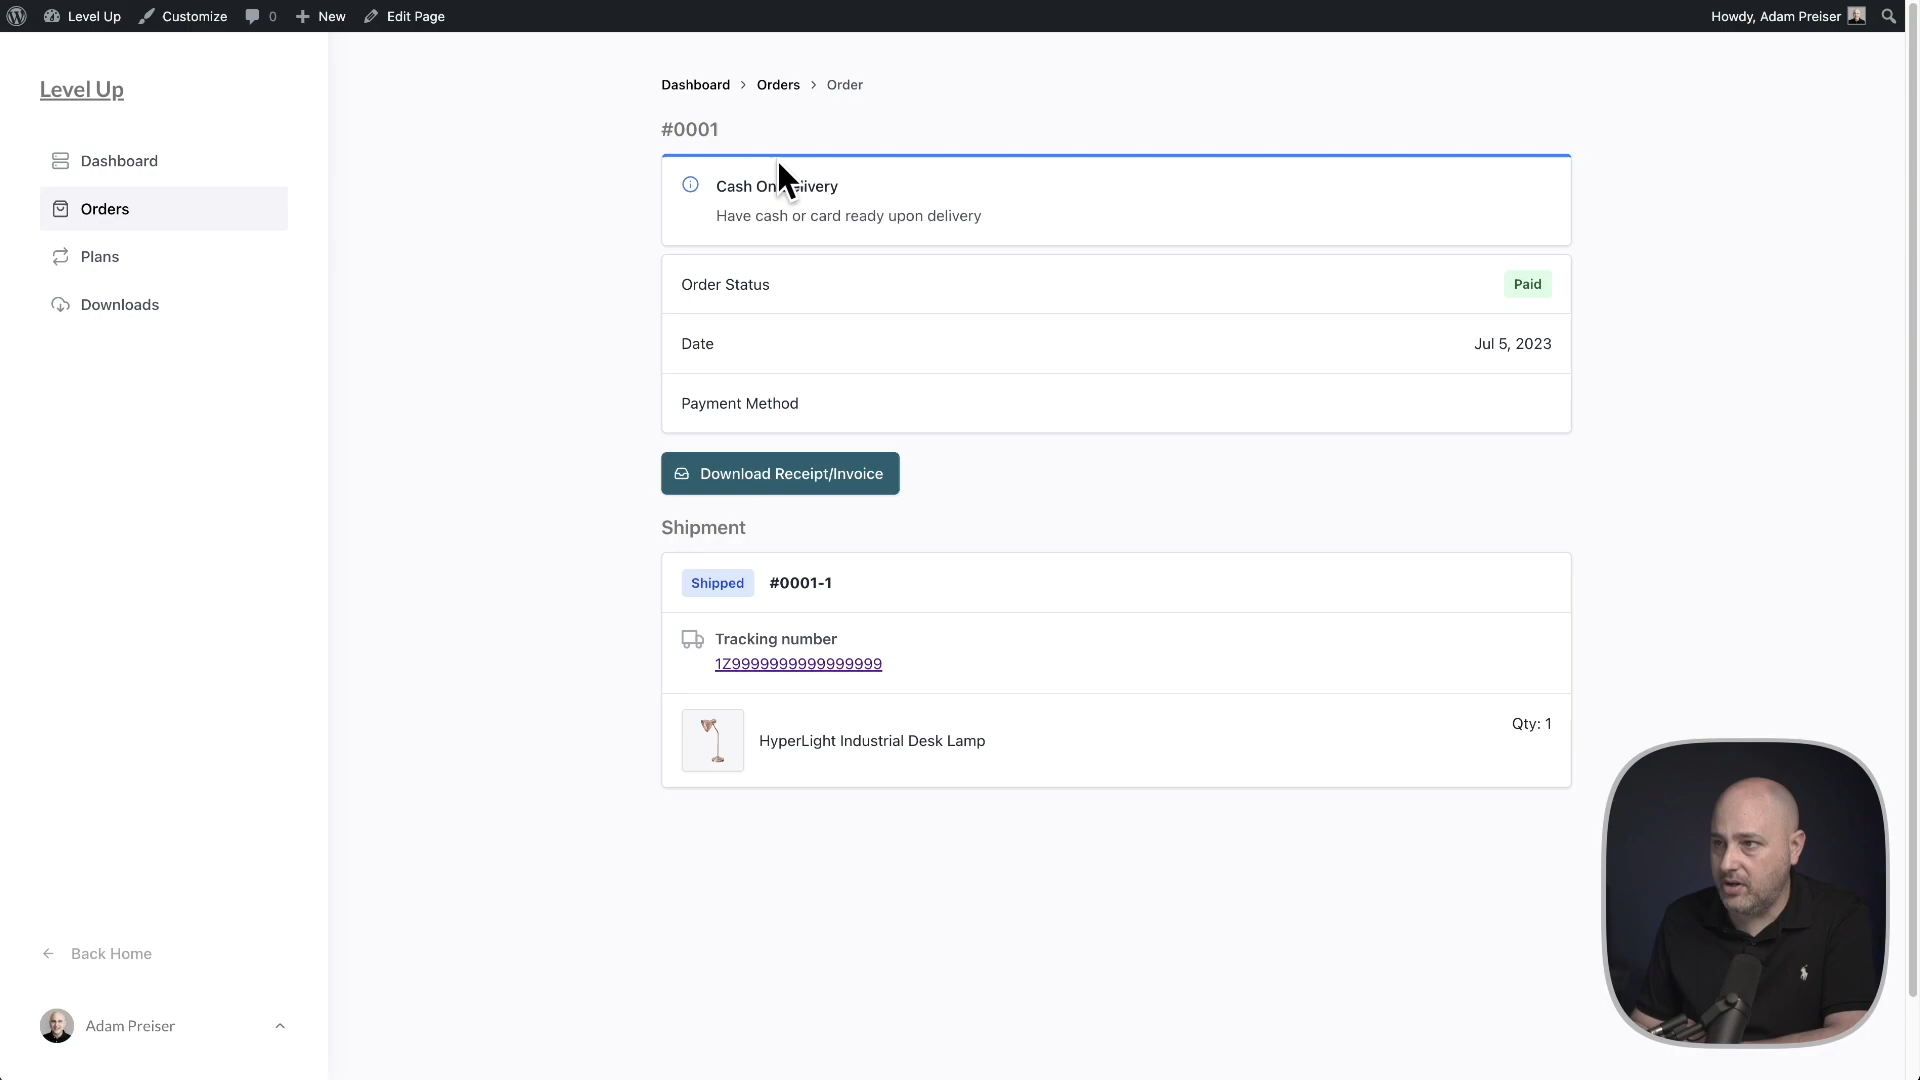 Level Up
Customize
0
New
Edit Page
Howdy, Adam Preiser
Level Up
Dashboard
Orders
Plans
Downloads
Back Home
Adam Preiser
Dashboard > Orders > Order
#0001
Cash On
Have cash or card ready upon delivery
Order Status
Paid
Date
Jul 5, 2023
Payment Method
Download Receipt/Invoice
Shipment
Shipped #0001-1
Tracking number
1Z9999999999999999
HyperLight Industrial Desk Lamp
Qty: 1